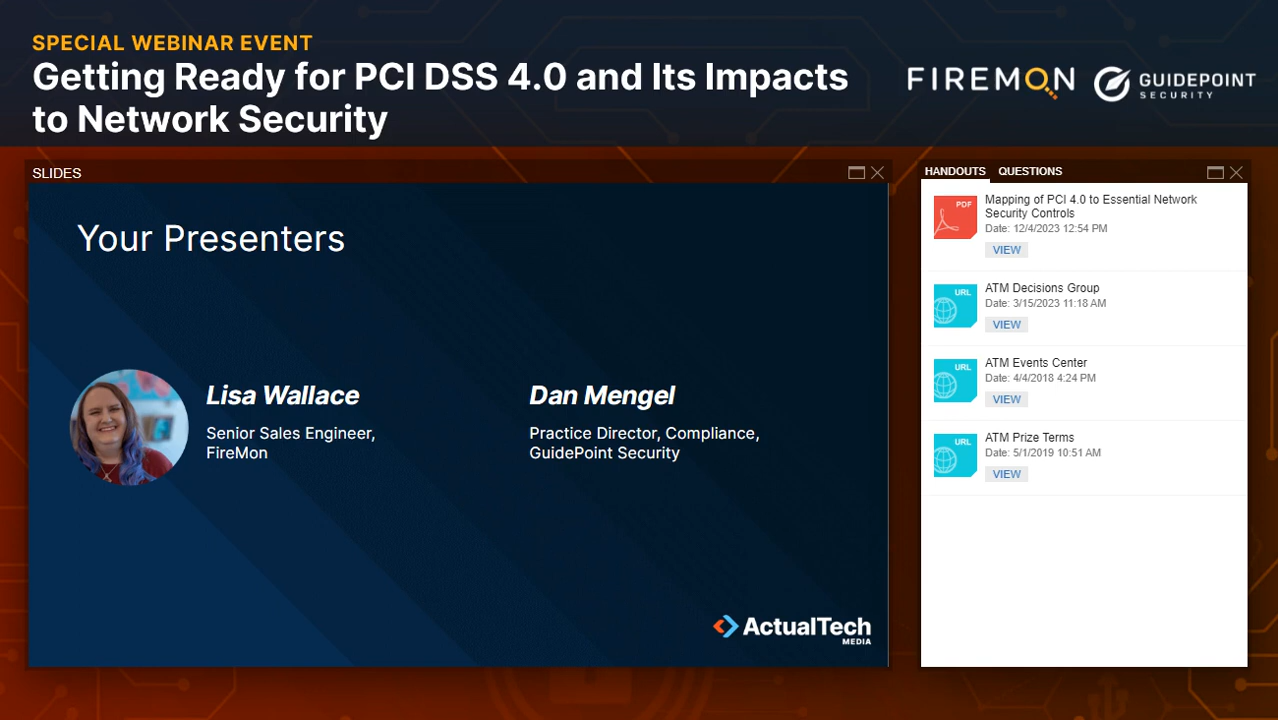 SPECIAL WEBINAR EVENT
Getting Ready for PCI DSS 4.0 and Its Impacts
to Network Security
FIREMON
GUIDEPOINT
SECURITY
SLIDES
Your Presenters
Lisa Wallace
Senior Sales Engineer,
FireMon
Dan Mengel
Practice Director, Compliance,
GuidePoint Security
ActualTech
MEDIA
HANDOUTS QUESTIONS
PDF
Mapping of PCI 4.0 to Essential Network
Security Controls
Date: 12/4/2023 12:54 PM
VIEW
URL
ATM Decisions Group
Date: 3/15/2023 11:18 AM
VIEW
URL
ATM Events Center
Date: 4/4/2018 4:24 PM
VIEW
URL
ATM Prize Terms
Date: 5/1/2019 10:51 AM
VIEW